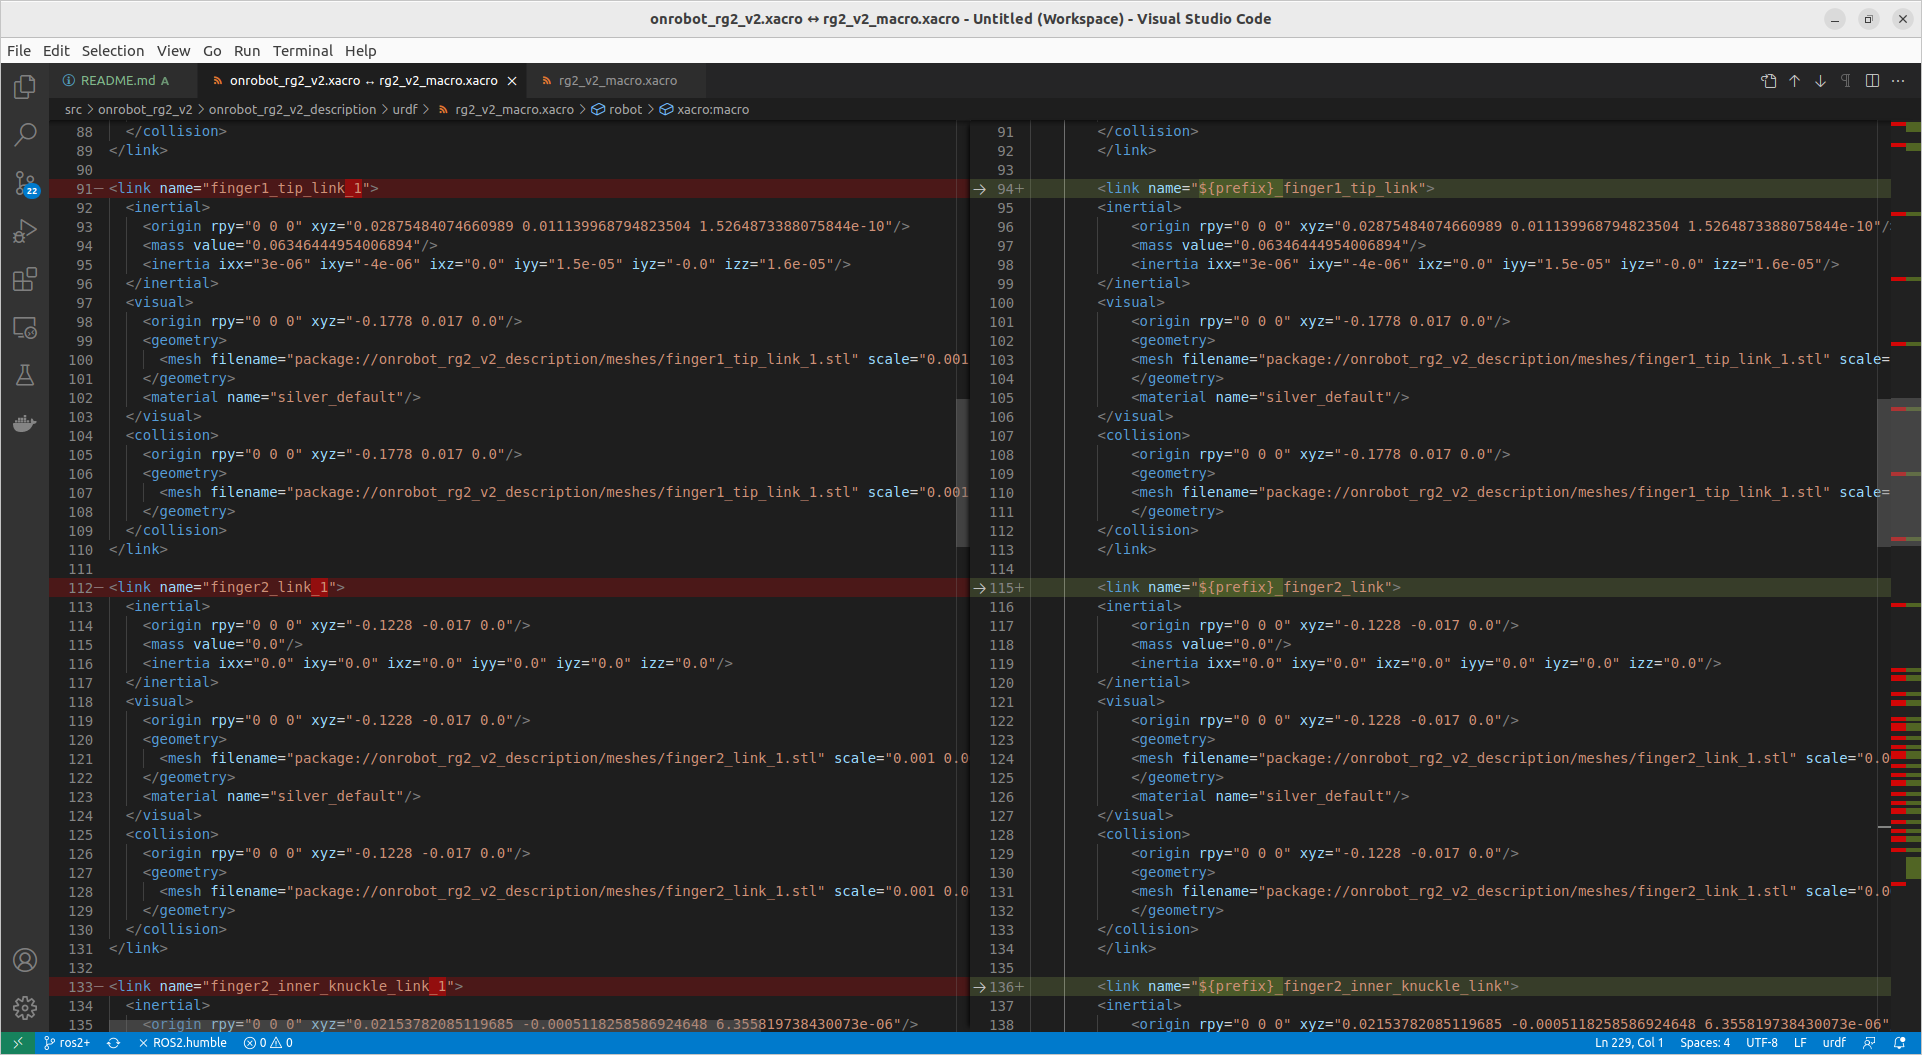 onrobot_rg2_v2.xacro ↔ rg2_v2_macro.xacro - Untitled (Workspace) - Visual Studio Code
File Edit Selection View Go Run Terminal Help
README.md A
onrobot_rg2_v2.xacro ↔ rg2_v2_macro.xacro
rg2_v2_macro.xacro
src > onrobot_rg2_v2 > onrobot_rg2_v2_description > urdf > rg2_v2_macro.xacro > robot > xacro:macro
22
88 </collision>
89 </link>
90
91− <link name="finger1_tip_link_1">
92 <inertial>
93 <origin rpy="0 0 0" xyz="0.02875484074660989 0.011139968794823504 1.5264873388075844e-10"/>
94 <mass value="0.06346444954006894"/>
95 <inertia ixx="3e-06" ixy="-4e-06" ixz="0.0" iyy="1.5e-05" iyz="-0.0" izz="1.6e-05"/>
96 </inertial>
97 <visual>
98 <origin rpy="0 0 0" xyz="-0.1778 0.017 0.0"/>
99 <geometry>
100 <mesh filename="package://onrobot_rg2_v2_description/meshes/finger1_tip_link_1.stl" scale="0.001
101 </geometry>
102 <material name="silver_default"/>
103 </visual>
104 <collision>
105 <origin rpy="0 0 0" xyz="-0.1778 0.017 0.0"/>
106 <geometry>
107 <mesh filename="package://onrobot_rg2_v2_description/meshes/finger1_tip_link_1.stl" scale="0.001
108 </geometry>
109 </collision>
110 </link>
111
112− <link name="finger2_link_1">
113 <inertial>
114 <origin rpy="0 0 0" xyz="-0.1228 -0.017 0.0"/>
115 <mass value="0.0"/>
116 <inertia ixx="0.0" ixy="0.0" ixz="0.0" iyy="0.0" iyz="0.0" izz="0.0"/>
117 </inertial>
118 <visual>
119 <origin rpy="0 0 0" xyz="-0.1228 -0.017 0.0"/>
120 <geometry>
121 <mesh filename="package://onrobot_rg2_v2_description/meshes/finger2_link_1.stl" scale="0.001 0.0
122 </geometry>
123 <material name="silver_default"/>
124 </visual>
125 <collision>
126 <origin rpy="0 0 0" xyz="-0.1228 -0.017 0.0"/>
127 <geometry>
128 <mesh filename="package://onrobot_rg2_v2_description/meshes/finger2_link_1.stl" scale="0.001 0.0
129 </geometry>
130 </collision>
131 </link>
132
133− <link name="finger2_inner_knuckle_link_1">
134 <inertial>
135 <origin rpy="0 0 0" xyz="0.02153782085119685 -0.0005118258586924648 6.355819738430073e-06"/>
91 </collision>
92 </link>
93
→ 94+ <link name="${prefix}_finger1_tip_link">
95 <inertial>
96 <origin rpy="0 0 0" xyz="0.02875484074660989 0.011139968794823504 1.5264873388075844e-10"/
97 <mass value="0.06346444954006894"/>
98 <inertia ixx="3e-06" ixy="-4e-06" ixz="0.0" iyy="1.5e-05" iyz="-0.0" izz="1.6e-05"/>
99 </inertial>
100 <visual>
101 <origin rpy="0 0 0" xyz="-0.1778 0.017 0.0"/>
102 <geometry>
103 <mesh filename="package://onrobot_rg2_v2_description/meshes/finger1_tip_link_1.stl" scale=
104 </geometry>
105 <material name="silver_default"/>
106 </visual>
107 <collision>
108 <origin rpy="0 0 0" xyz="-0.1778 0.017 0.0"/>
109 <geometry>
110 <mesh filename="package://onrobot_rg2_v2_description/meshes/finger1_tip_link_1.stl" scale=
111 </geometry>
112 </collision>
113 </link>
114
→ 115+ <link name="${prefix}_finger2_link">
116 <inertial>
117 <origin rpy="0 0 0" xyz="-0.1228 -0.017 0.0"/>
118 <mass value="0.0"/>
119 <inertia ixx="0.0" ixy="0.0" ixz="0.0" iyy="0.0" iyz="0.0" izz="0.0"/>
120 </inertial>
121 <visual>
122 <origin rpy="0 0 0" xyz="-0.1228 -0.017 0.0"/>
123 <geometry>
124 <mesh filename="package://onrobot_rg2_v2_description/meshes/finger2_link_1.stl" scale="0.0
125 </geometry>
126 <material name="silver_default"/>
127 </visual>
128 <collision>
129 <origin rpy="0 0 0" xyz="-0.1228 -0.017 0.0"/>
130 <geometry>
131 <mesh filename="package://onrobot_rg2_v2_description/meshes/finger2_link_1.stl" scale="0.0
132 </geometry>
133 </collision>
134 </link>
135
→ 136+ <link name="${prefix}_finger2_inner_knuckle_link">
137 <inertial>
138 <origin rpy="0 0 0" xyz="0.02153782085119685 -0.0005118258586924648 6.355819738430073e-06"
ros2+ ROS2.humble 0 0 Ln 229, Col 1 Spaces: 4 UTF-8 LF urdf